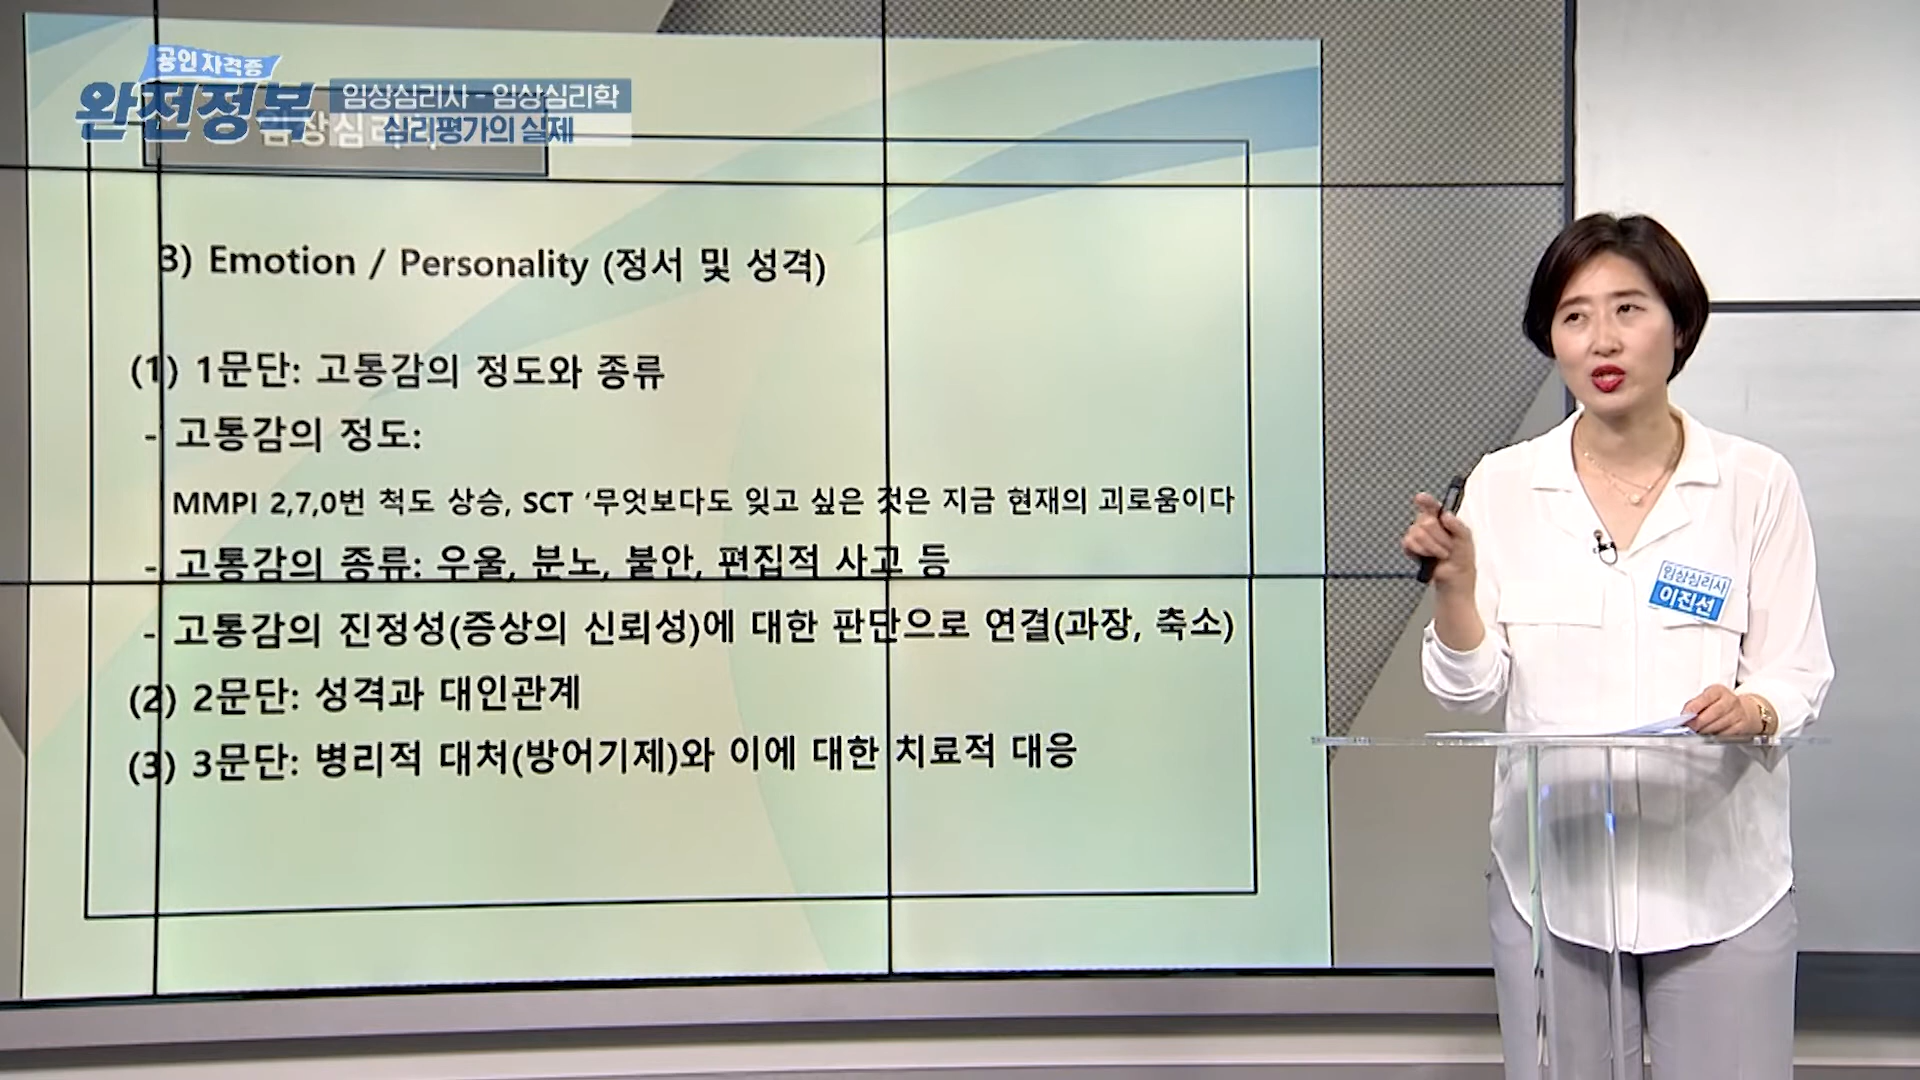 공인 자격증
완전정복
임상심리사 - 임상심리학
심리평가의 실제
3) Emotion / Personality (정서 및 성격)
(1) 1문단: 고통감의 정도와 종류
- 고통감의 정도:
MMPI 2,7,0번 척도 상승, SCT ‘무엇보다도 잊고 싶은 것은 지금 현재의 괴로움이다
- 고통감의 종류: 우울, 분노, 불안, 편집적 사고 등
- 고통감의 진정성(증상의 신뢰성)에 대한 판단으로 연결(과장, 축소)
(2) 2문단: 성격과 대인관계
(3) 3문단: 병리적 대처(방어기제)와 이에 대한 치료적 대응
임상심리사
이진선